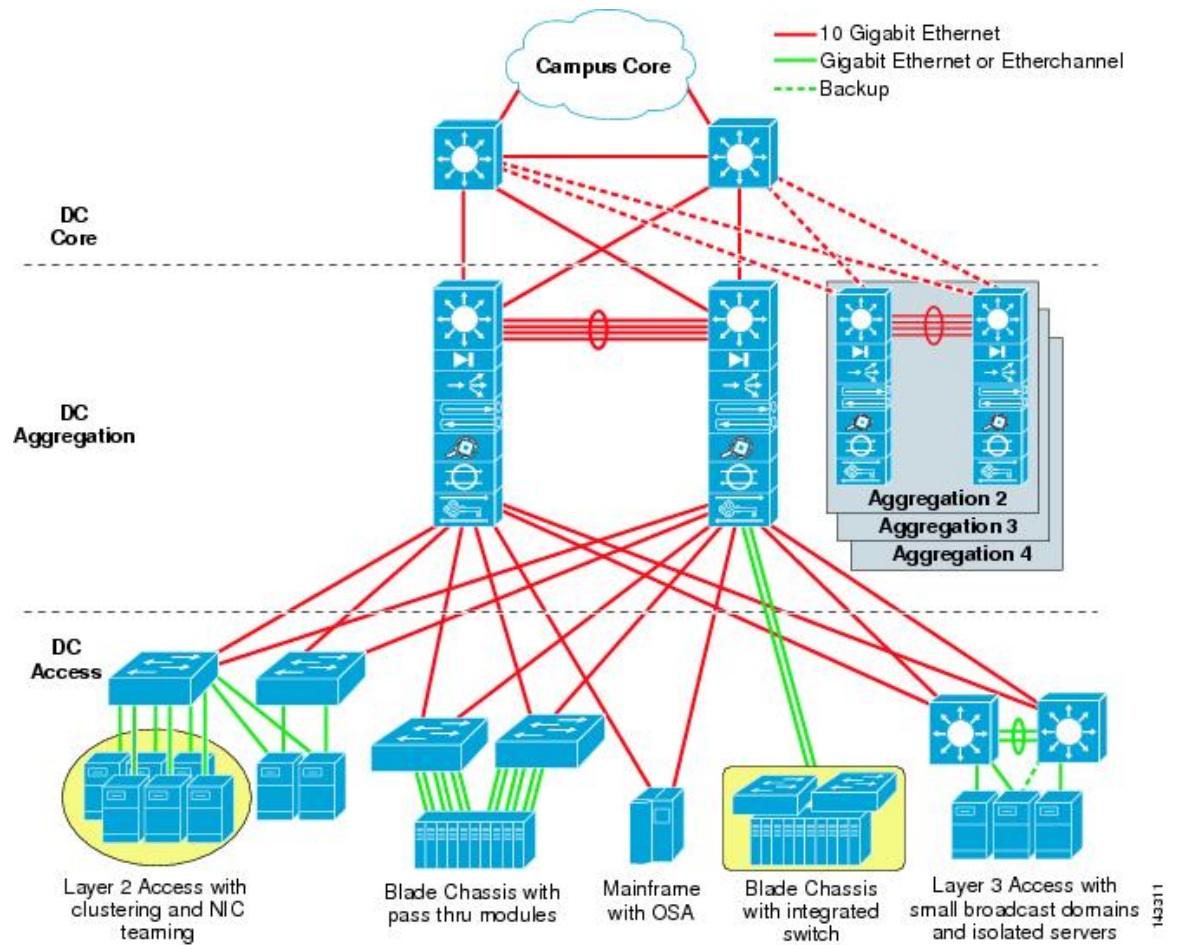 Campus Core
10 Gigabit Ethernet
Gigabit Ethernet or Etherchannel
Backup
DC
Core
DC
Aggregation
Aggregation 2
Aggregation 3
Aggregation 4
DC
Access
Layer 2 Access with
clustering and NIC
teaming
Blade Chassis with
pass thru modules
Mainframe
with OSA
Blade Chassis
with integrated
switch
Layer 3 Access with
small broadcast domains
and isolated servers
143311